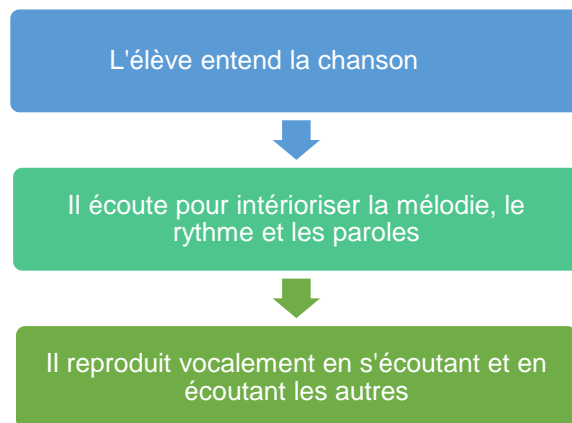 L'élève entend la chanson
Il écoute pour intérioriser la mélodie, le
rythme et les paroles
Il reproduit vocalement en s'écoutant et en
écoutant les autres